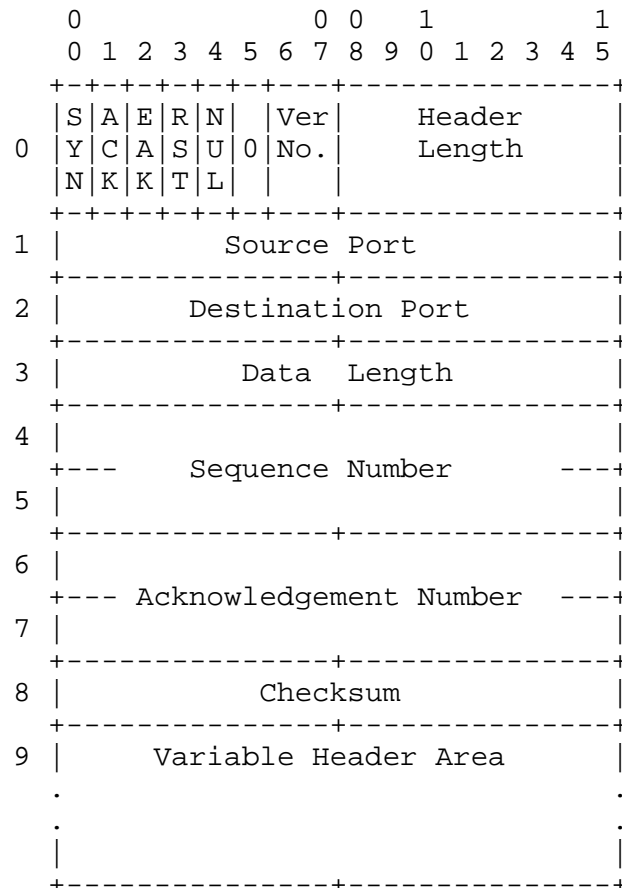 0             0 0   1         1
 0 1 2 3 4 5 6 7 8 9 0 1 2 3 4 5
+-+-+-+-+-+-+---+---------------+
|S|A|E|R|N| |Ver|    Header     |
0 |Y|C|A|S|U|0|No.|    Length     |
|N|K|K|T|L| |   |               |
+-+-+-+-+-+-+---+---------------+
1 |         Source Port           |
+---------------+---------------+
2 |       Destination Port        |
+---------------+---------------+
3 |          Data  Length         |
+---------------+---------------+
4 |                               |
+---    Sequence Number      ---+
5 |                               |
+---------------+---------------+
6 |                               |
+--- Acknowledgement Number  ---+
7 |                               |
+---------------+---------------+
8 |           Checksum            |
+---------------+---------------+
9 |     Variable Header Area      |
.                               .
.                               .
|                               |
+---------------+---------------+